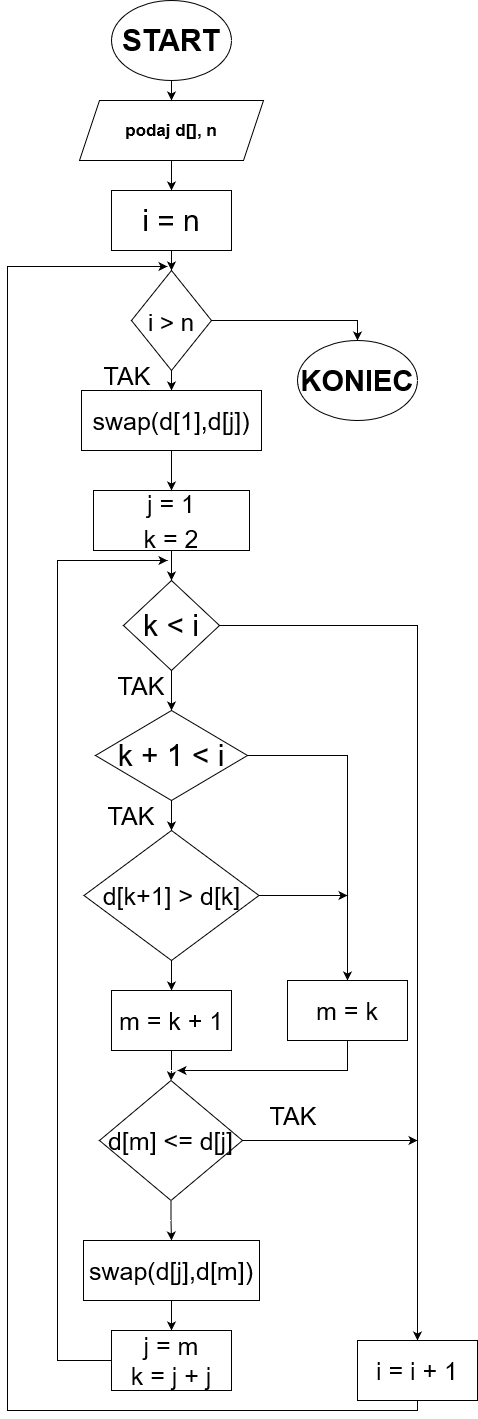 START
podaj d[], n
i = n
i > n
TAK
KONIEC
swap(d[1],d[j])
j = 1
k = 2
k < i
TAK
k + 1 < i
TAK
d[k+1] > d[k]
m = k + 1
m = k
TAK
d[m] <= d[j]
swap(d[j],d[m])
j = m
k = j + j
i = i + 1